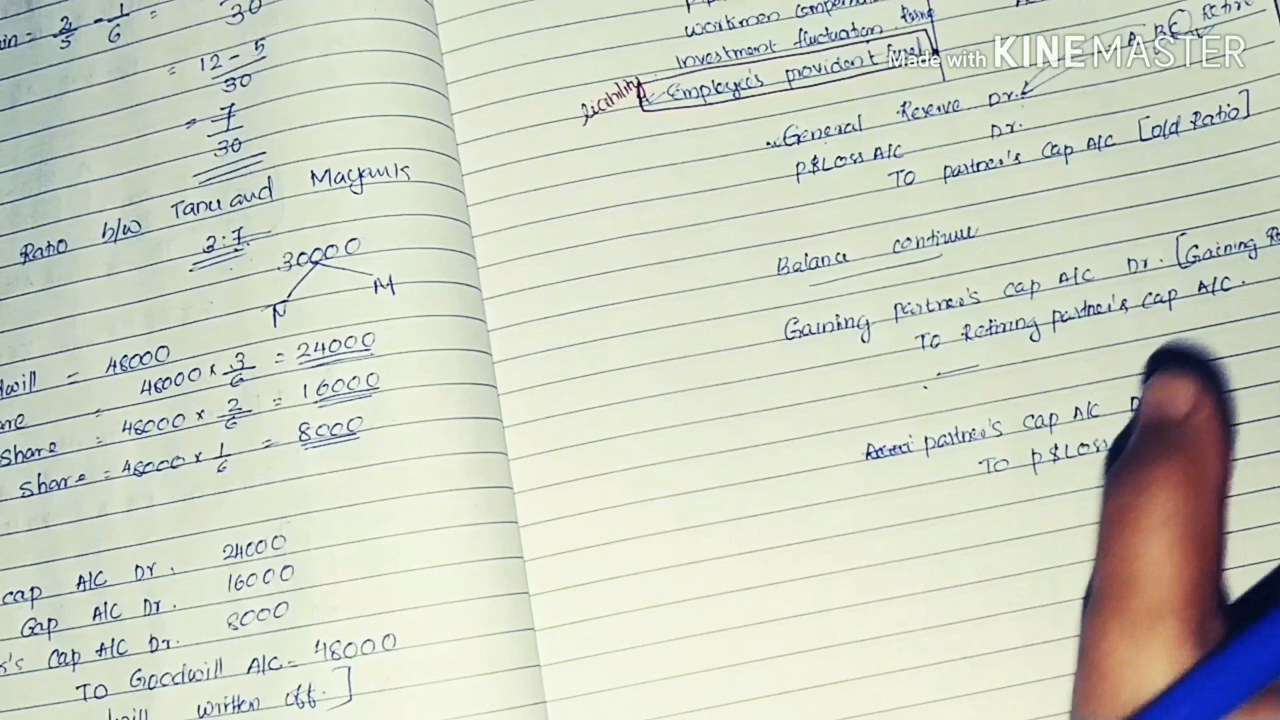 in = 2/5 - 1/6 =
30
= 12 - 5
30
= 7
30
Ratio b/w Tanu and Mayank
3:7
30000
N M
will = 48000
48000 × 3/6 = 24000
share = 48000 × 2/6 = 16000
share = 48000 × 1/6 = 8000
cap A/C Dr. 24000
Cap A/C Dr. 16000
's cap A/C Dr. 8000
TO Goodwill A/C - 48000
written off.]
workmen
Investment fluctuation fund
liability Employee's provident fund
Made with KINEMASTER
A B C Retire
General Reserve Dr.
P$Loss A/C Dr.
TO partner's cap A/C [Old Ratio]
Balance continue
Gaining partner's cap A/C Dr. [Gaining
TO Retiring partner's cap A/C.
partner's cap A/C
TO P$Loss